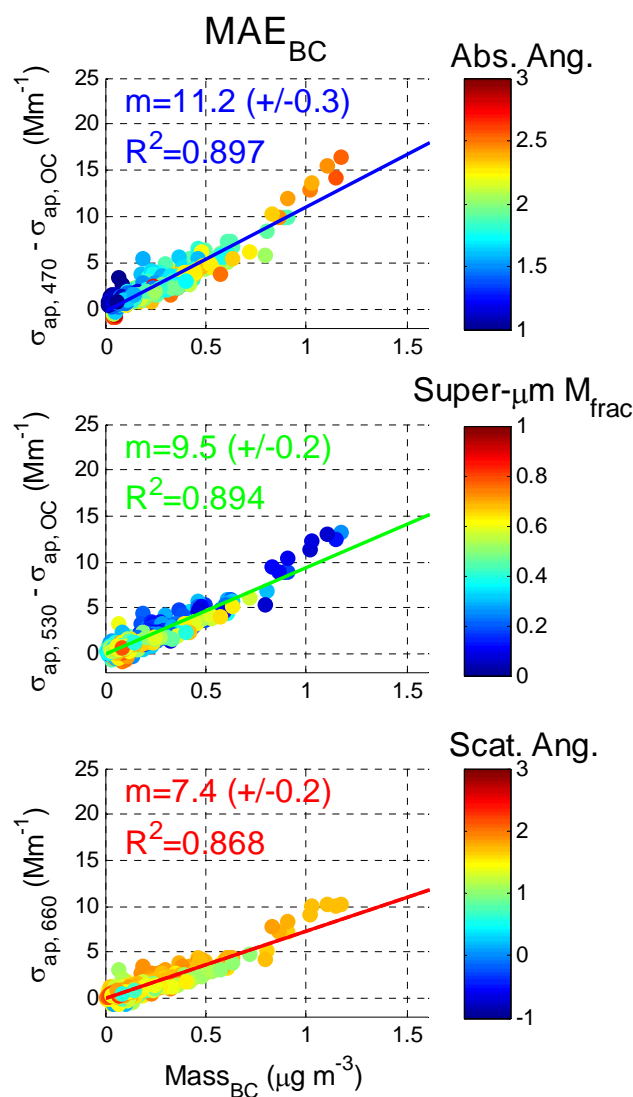 MAE_BC
Abs. Ang.
σ_ap, 470 - σ_ap, OC (Mm^-1)
25
20
15
10
5
0
m=11.2 (+/-0.3)
R^2=0.897
0 0.5 1 1.5
3
2.5
2
1.5
1
Super-μm M_frac
σ_ap, 530 - σ_ap, OC (Mm^-1)
25
20
15
10
5
0
m=9.5 (+/-0.2)
R^2=0.894
0 0.5 1 1.5
1
0.8
0.6
0.4
0.2
0
Scat. Ang.
σ_ap, 660 (Mm^-1)
25
20
15
10
5
0
m=7.4 (+/-0.2)
R^2=0.868
0 0.5 1 1.5
Mass_BC (μg m^-3)
3
2
1
0
-1